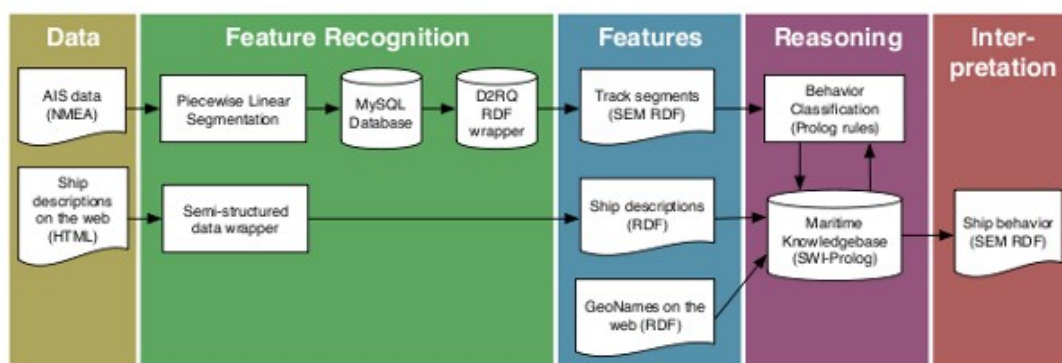 Data
AIS data
(NMEA)
Ship
descriptions
on the web
(HTML)
Feature Recognition
Piecewise Linear
Segmentation
MySQL
Database
D2RQ
RDF
wrapper
Semi-structured
data wrapper
Features
Track segments
(SEM RDF)
Ship descriptions
(RDF)
GeoNames on the
web (RDF)
Reasoning
Behavior
Classification
(Prolog rules)
Maritime
Knowledgebase
(SWI-Prolog)
Inter-
pretation
Ship behavior
(SEM RDF)